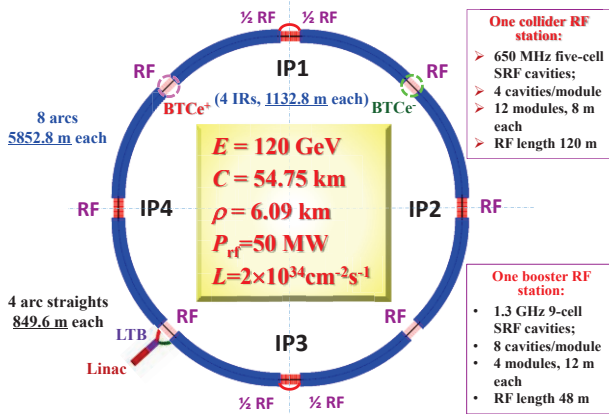 ½ RF
½ RF
IP1
RF
RF
BTCe⁺
(4 IRs, 1132.8 m each)
BTCe⁻
8 arcs
5852.8 m each
E = 120 GeV
C = 54.75 km
ρ = 6.09 km
Prf=50 MW
L=2×10³⁴cm⁻²s⁻¹
RF
IP4
IP2
RF
4 arc straights
849.6 m each
RF
RF
LTB
Linac
IP3
½ RF
½ RF
One collider RF
station:
➢ 650 MHz five-cell
SRF cavities;
➢ 4 cavities/module
➢ 12 modules, 8 m
each
➢ RF length 120 m
One booster RF
station:
• 1.3 GHz 9-cell
SRF cavities;
• 8 cavities/module
• 4 modules, 12 m
each
• RF length 48 m